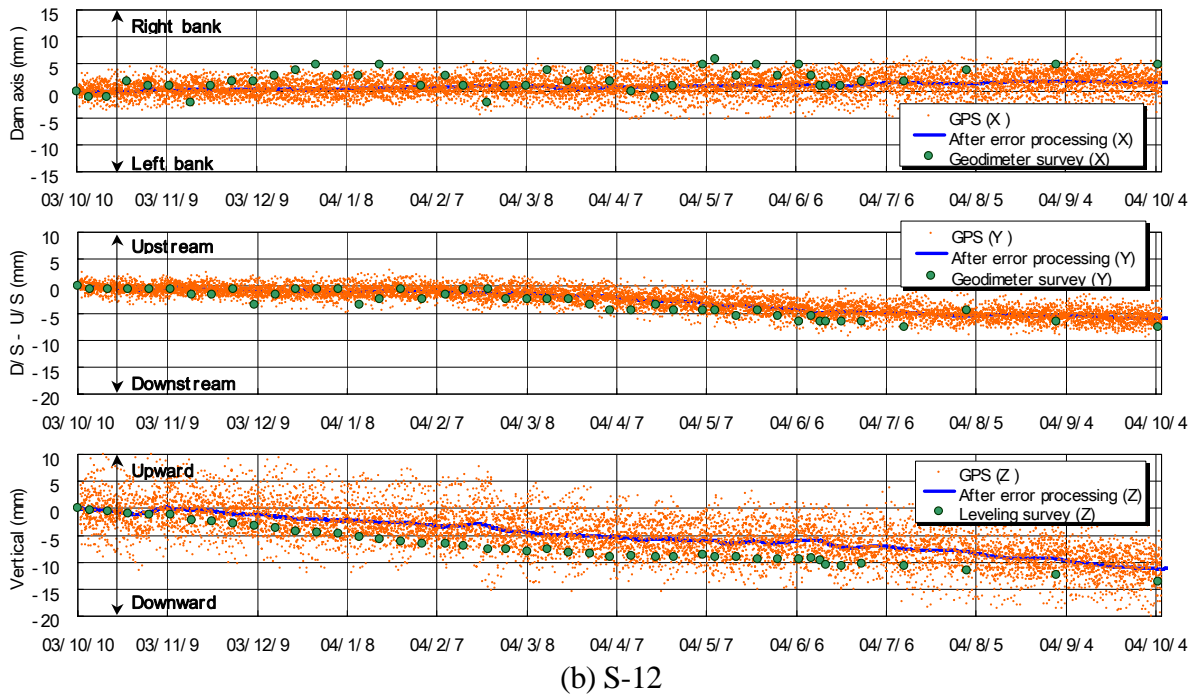 15
10
5
0
- 5
- 10
- 15
Dam axis (mm)
Right bank
Left bank
GPS (X )
After error processing (X)
Geodimeter survey (X)
03/ 10/ 10 03/ 11/ 9 03/ 12/ 9 04/ 1/ 8 04/ 2/ 7 04/ 3/ 8 04/ 4/ 7 04/ 5/ 7 04/ 6/ 6 04/ 7/ 6 04/ 8/ 5 04/ 9/ 4 04/ 10/ 4
10
5
0
- 5
- 10
- 15
- 20
D/ S - U/ S (mm)
Upstream
Downstream
GPS (Y )
After error processing (Y)
Geodimeter survey (Y)
03/ 10/ 10 03/ 11/ 9 03/ 12/ 9 04/ 1/ 8 04/ 2/ 7 04/ 3/ 8 04/ 4/ 7 04/ 5/ 7 04/ 6/ 6 04/ 7/ 6 04/ 8/ 5 04/ 9/ 4 04/ 10/ 4
10
5
0
- 5
- 10
- 15
- 20
Vertical (mm)
Upward
Downward
GPS (Z )
After error processing (Z)
Leveling survey (Z)
03/ 10/ 10 03/ 11/ 9 03/ 12/ 9 04/ 1/ 8 04/ 2/ 7 04/ 3/ 8 04/ 4/ 7 04/ 5/ 7 04/ 6/ 6 04/ 7/ 6 04/ 8/ 5 04/ 9/ 4 04/ 10/ 4
(b) S-12